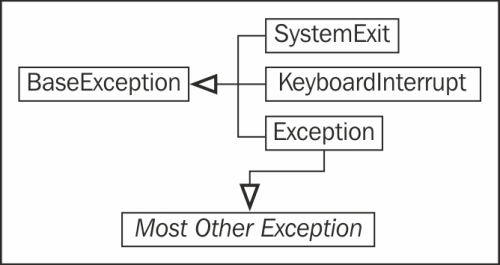 SystemExit
BaseException
KeyboardInterrupt
Exception
Most Other Exception